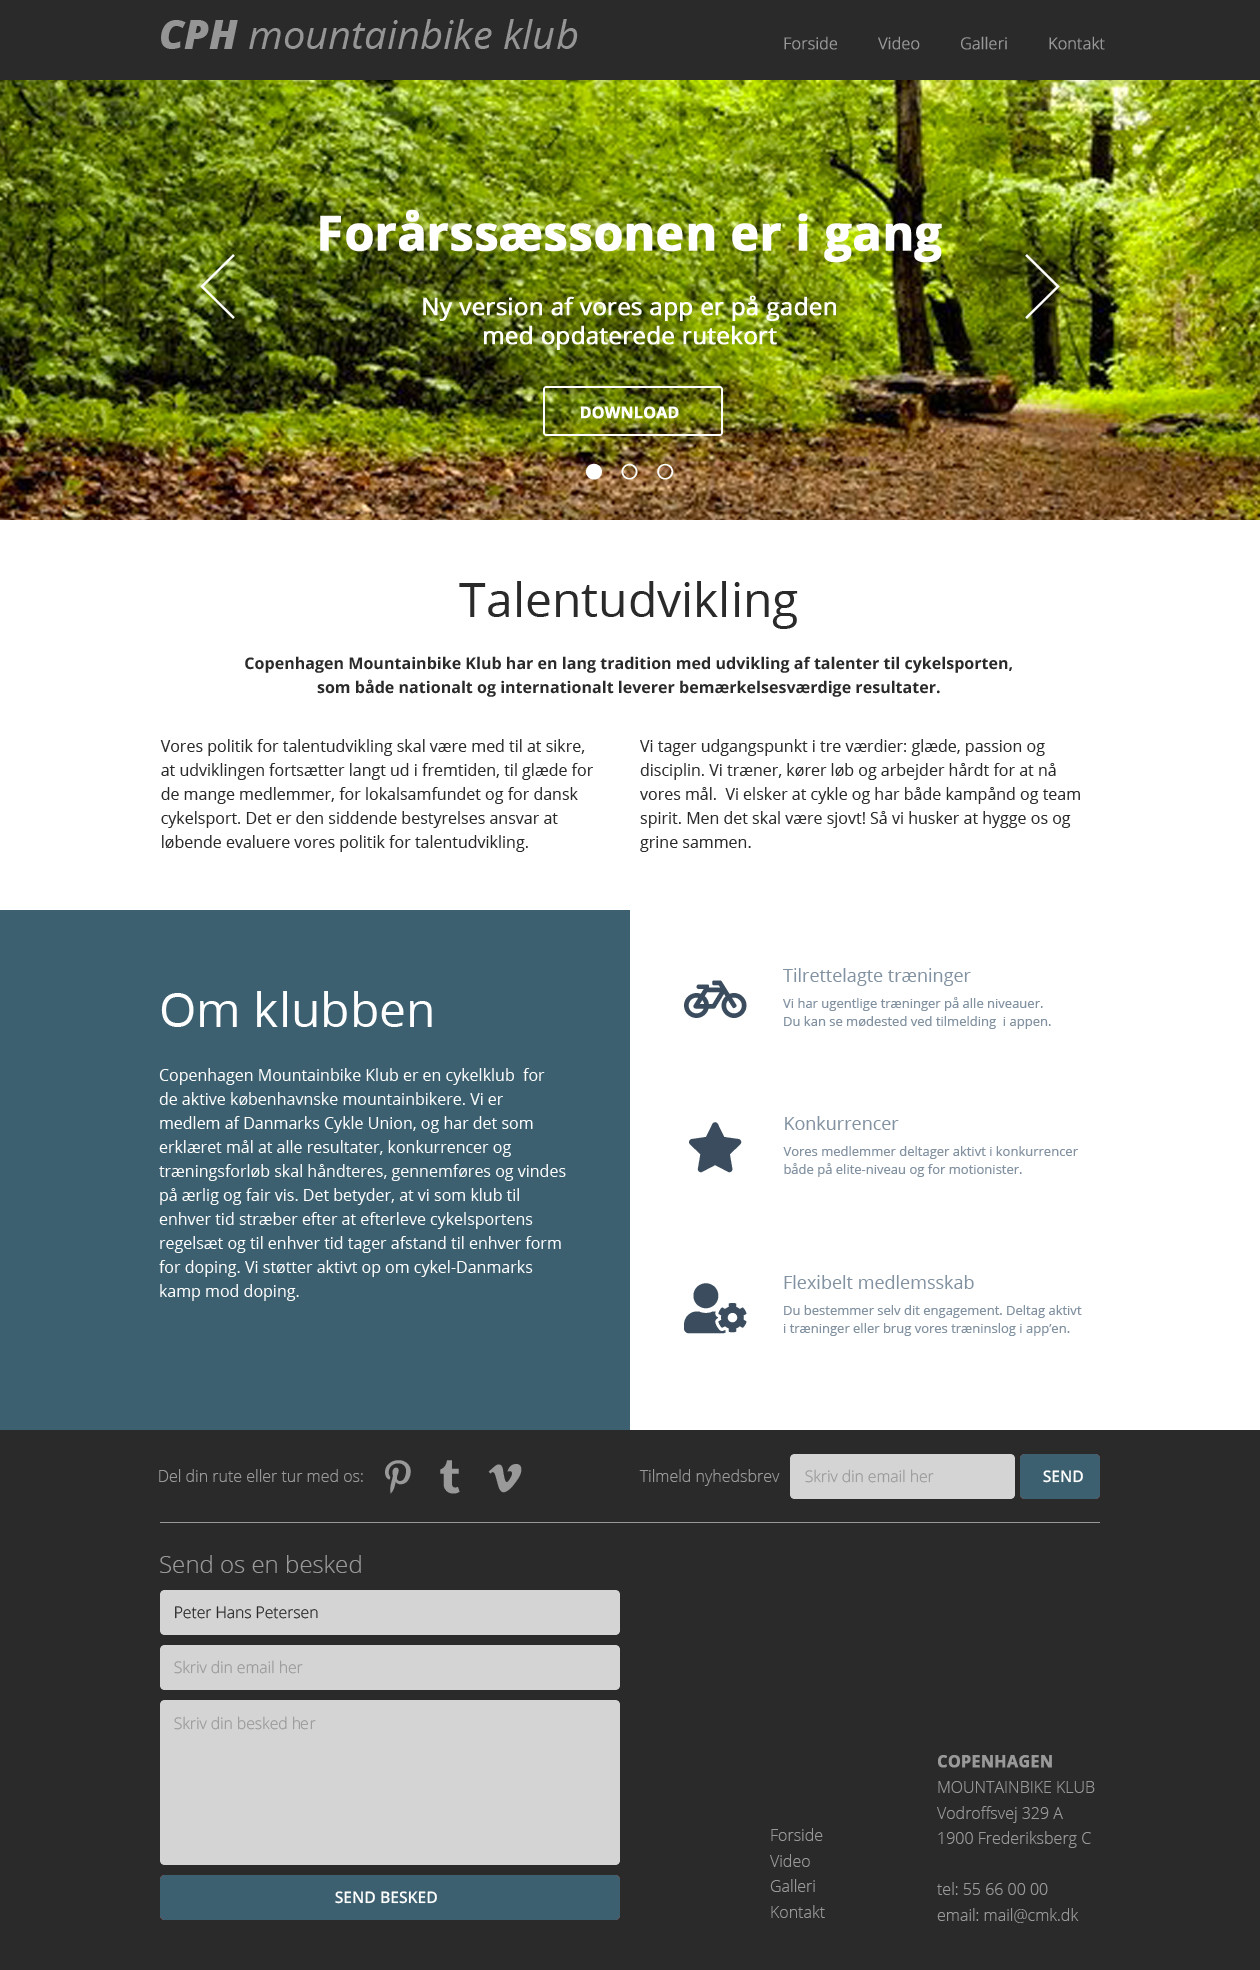 CPH mountainbike klub
Forside Video Galleri Kontakt
Forårssæssonen er i gang
Ny version af vores app er på gaden
med opdaterede rutekort
DOWNLOAD
Talentudvikling
Copenhagen Mountainbike Klub har en lang tradition med udvikling af talenter til cykelsporten,
som både nationalt og internationalt leverer bemærkelsesværdige resultater.
Vores politik for talentudvikling skal være med til at sikre,
at udviklingen fortsætter langt ud i fremtiden, til glæde for
de mange medlemmer, for lokalsamfundet og for dansk
cykelsport. Det er den siddende bestyrelses ansvar at
løbende evaluere vores politik for talentudvikling.
Vi tager udgangspunkt i tre værdier: glæde, passion og
disciplin. Vi træner, kører løb og arbejder hårdt for at nå
vores mål.  Vi elsker at cykle og har både kampånd og team
spirit. Men det skal være sjovt! Så vi husker at hygge os og
grine sammen.
Om klubben
Copenhagen Mountainbike Klub er en cykelklub  for
de aktive københavnske mountainbikere. Vi er
medlem af Danmarks Cykle Union, og har det som
erklæret mål at alle resultater, konkurrencer og
træningsforløb skal håndteres, gennemføres og vindes
på ærlig og fair vis. Det betyder, at vi som klub til
enhver tid stræber efter at efterleve cykelsportens
regelsæt og til enhver tid tager afstand til enhver form
for doping. Vi støtter aktivt op om cykel-Danmarks
kamp mod doping.
Tilrettelagte træninger
Vi har ugentlige træninger på alle niveauer.
Du kan se mødested ved tilmelding  i appen.
Konkurrencer
Vores medlemmer deltager aktivt i konkurrencer
både på elite-niveau og for motionister.
Flexibelt medlemsskab
Du bestemmer selv dit engagement. Deltag aktivt
i træninger eller brug vores træninslog i app'en.
Del din rute eller tur med os:
Tilmeld nyhedsbrev Skriv din email her SEND
Send os en besked
Peter Hans Petersen
Skriv din email her
Skriv din besked her
SEND BESKED
Forside
Video
Galleri
Kontakt
COPENHAGEN
MOUNTAINBIKE KLUB
Vodroffsvej 329 A
1900 Frederiksberg C
tel: 55 66 00 00
email: mail@cmk.dk